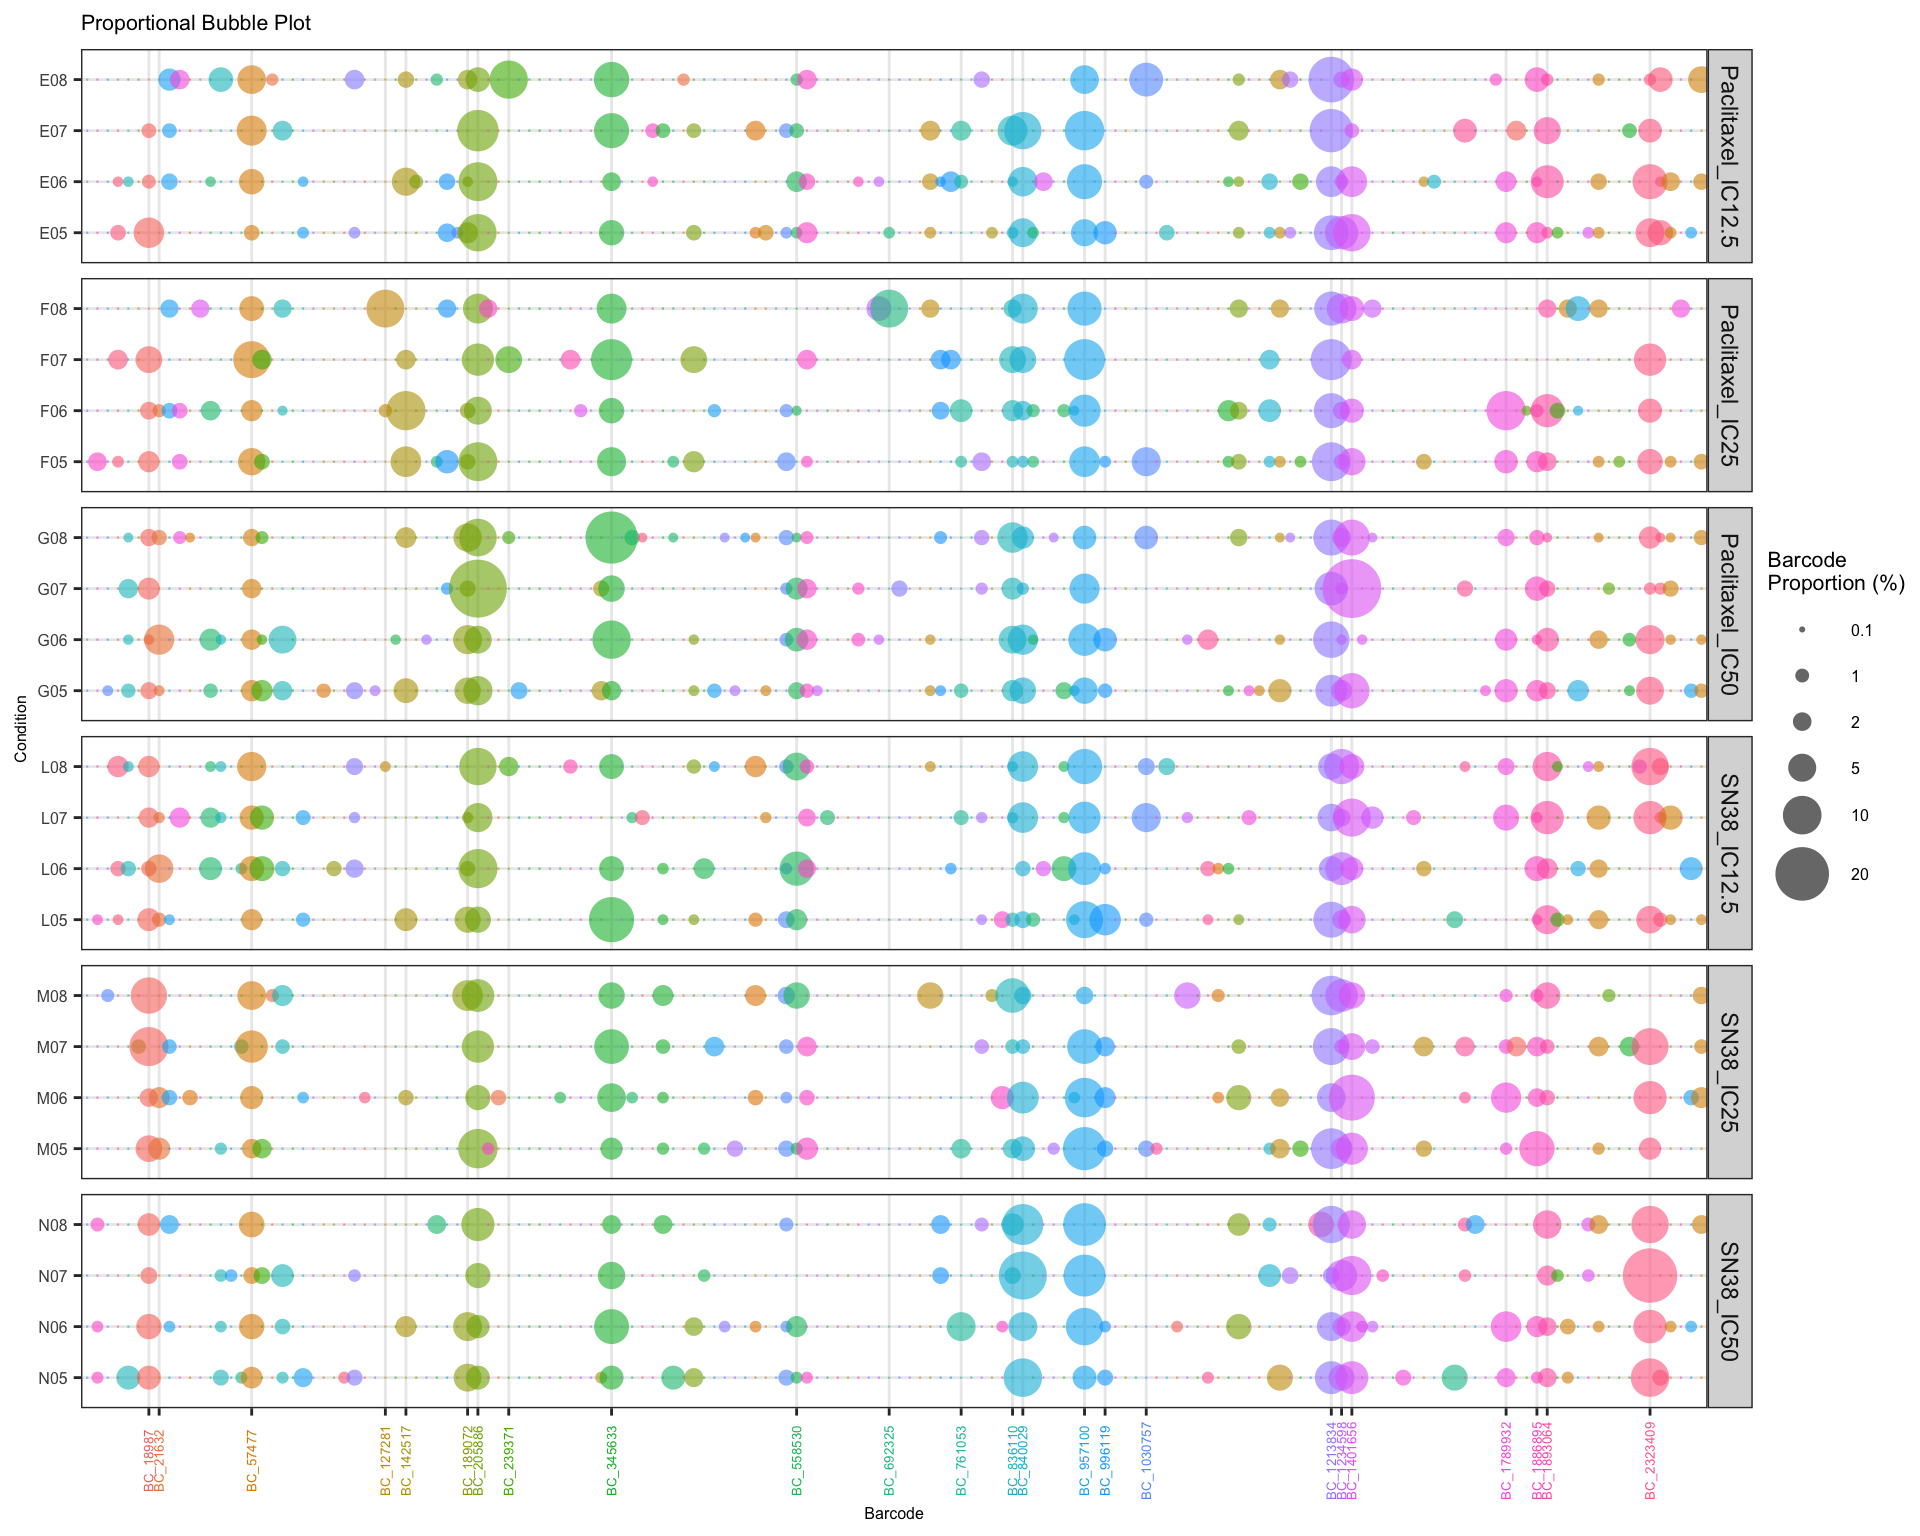 Proportional Bubble Plot
E08
E07
E06
E05
Paclitaxel_IC12.5
F08
F07
F06
F05
Paclitaxel_IC25
G08
G07
G06
G05
Paclitaxel_IC50
L08
L07
L06
L05
SN38_IC12.5
M08
M07
M06
M05
SN38_IC25
N08
N07
N06
N05
SN38_IC50
Condition
BC_18987
BC_21632
BC_57477
BC_127281
BC_142517
BC_189072
BC_205886
BC_239371
BC_345633
BC_558530
BC_692325
BC_761053
BC_836110
BC_840029
BC_957100
BC_996119
BC_1030757
BC_1213834
BC_1234598
BC_1401656
BC_1789932
BC_1886895
BC_1893064
BC_2323409
Barcode
Barcode
Proportion (%)
0.1
1
2
5
10
20